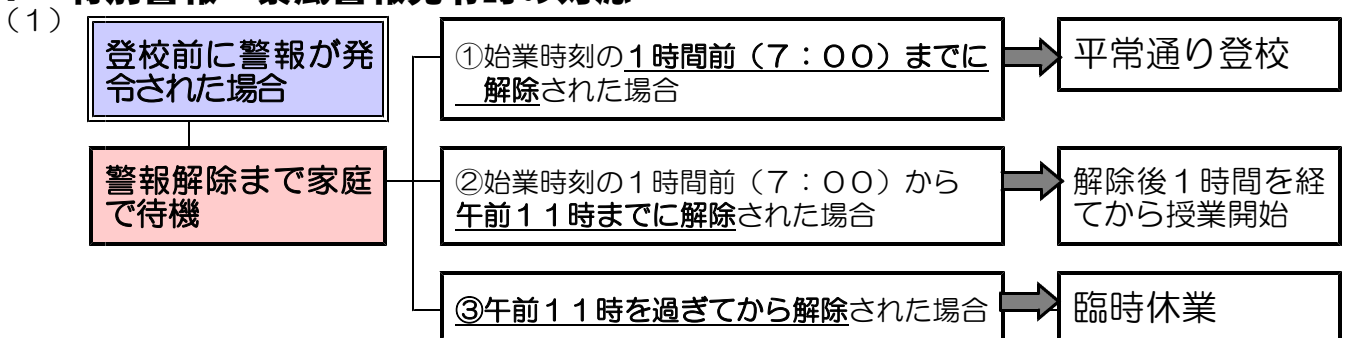 （１）
登校前に警報が発
令された場合
①始業時刻の１時間前（７：００）までに
解除された場合
平常通り登校
警報解除まで家庭
で待機
②始業時刻の１時間前（７：００）から
午前１１時までに解除された場合
解除後１時間を経
てから授業開始
③午前１１時を過ぎてから解除された場合
臨時休業